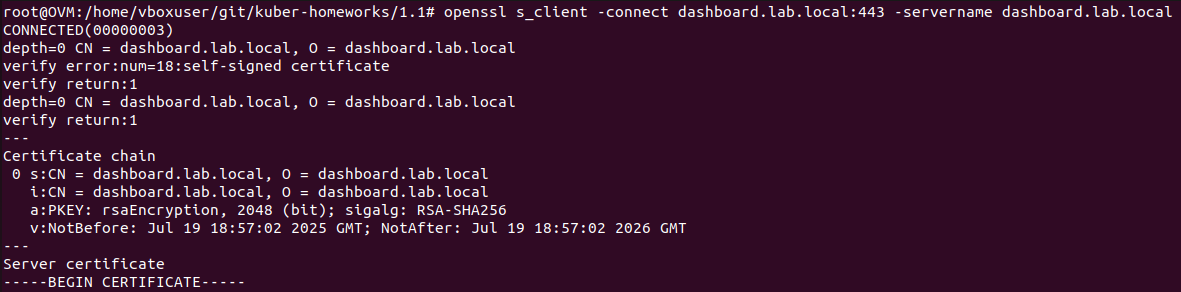 root@OVM:/home/vboxuser/git/kuber-homeworks/1.1# openssl s_client -connect dashboard.lab.local:443 -servername dashboard.lab.local
CONNECTED(00000003)
depth=0 CN = dashboard.lab.local, O = dashboard.lab.local
verify error:num=18:self-signed certificate
verify return:1
depth=0 CN = dashboard.lab.local, O = dashboard.lab.local
verify return:1
---
Certificate chain
 0 s:CN = dashboard.lab.local, O = dashboard.lab.local
   i:CN = dashboard.lab.local, O = dashboard.lab.local
   a:PKEY: rsaEncryption, 2048 (bit); sigalg: RSA-SHA256
   v:NotBefore: Jul 19 18:57:02 2025 GMT; NotAfter: Jul 19 18:57:02 2026 GMT
---
Server certificate
-----BEGIN CERTIFICATE-----